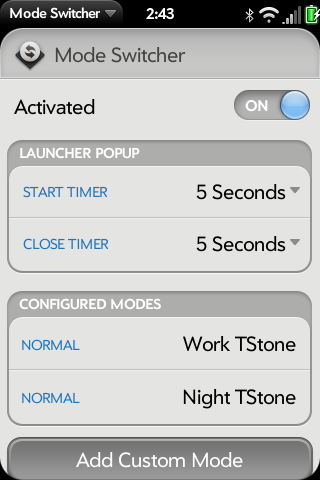 Mode Switcher 2:43
Mode Switcher
Activated ON
LAUNCHER POPUP
START TIMER 5 Seconds
CLOSE TIMER 5 Seconds
CONFIGURED MODES
NORMAL Work TStone
NORMAL Night TStone
Add Custom Mode